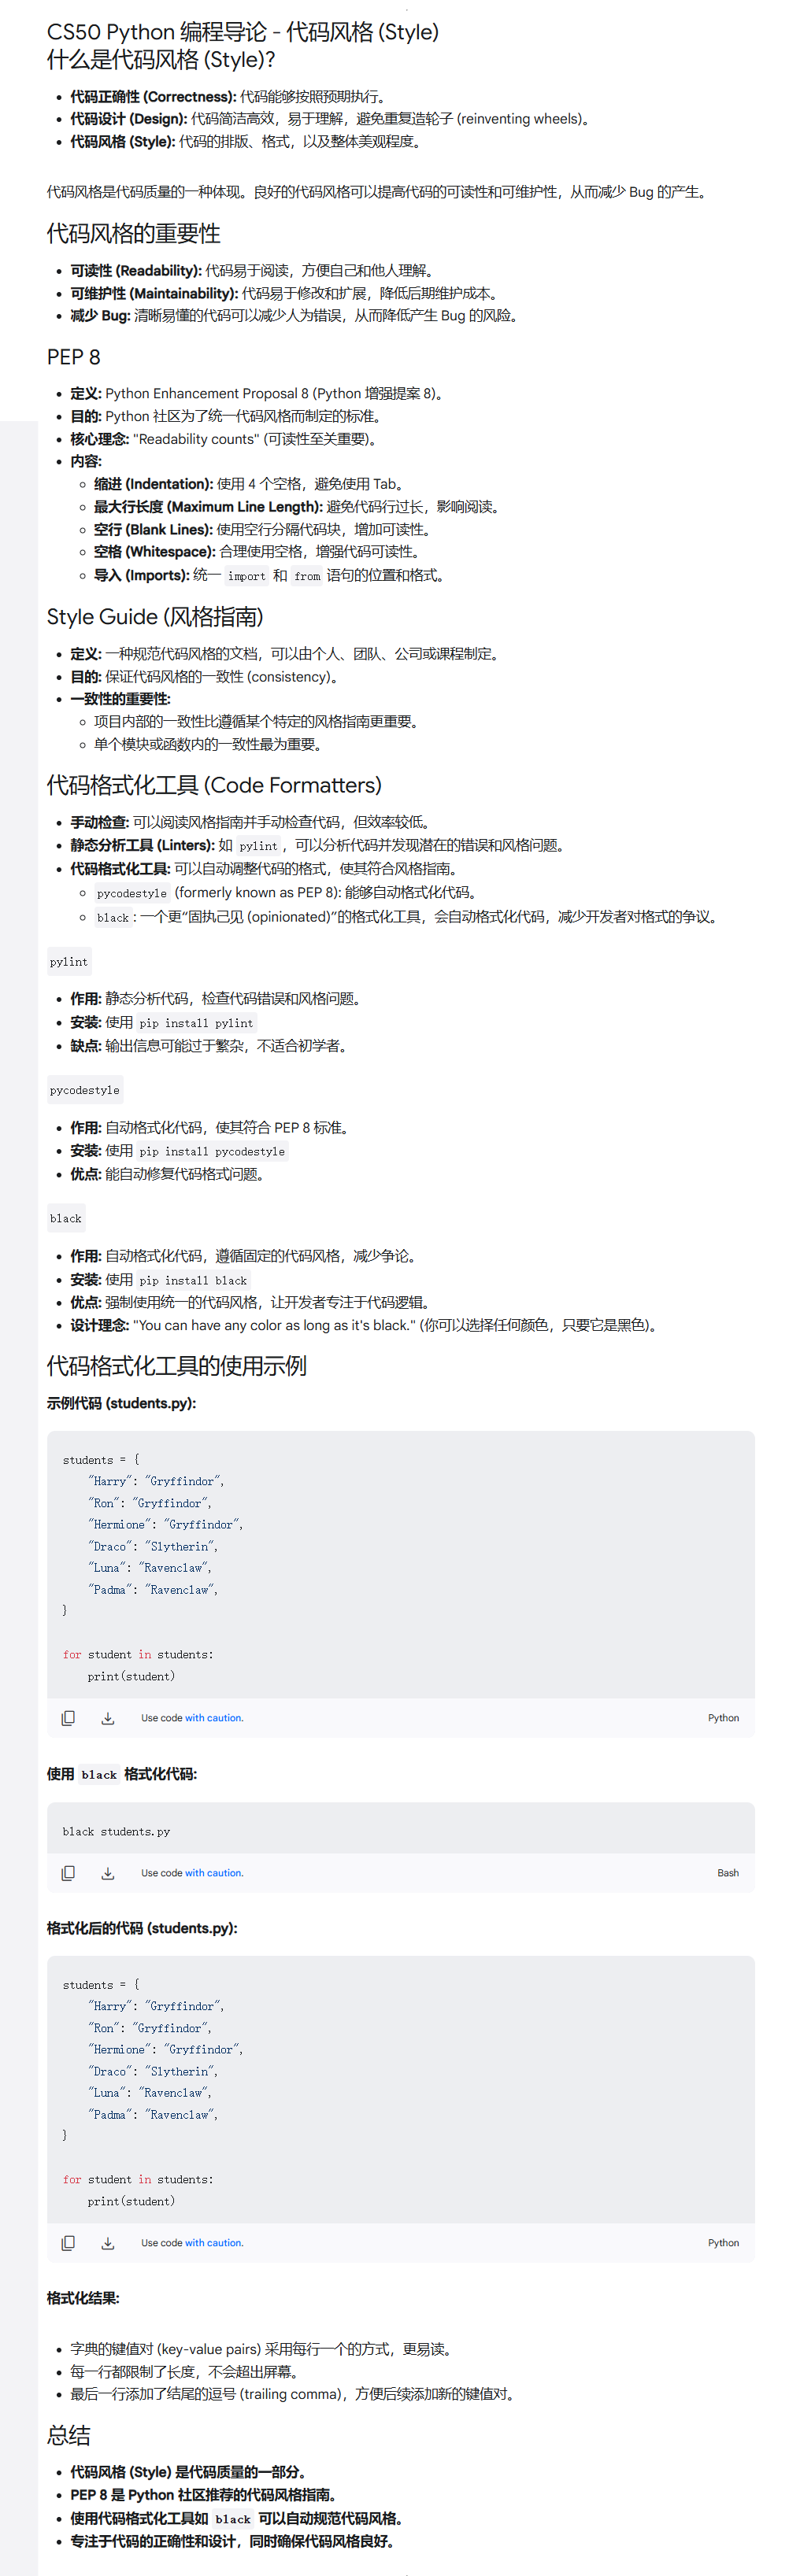 CS50 Python 编程导论 - 代码风格 (Style)
什么是代码风格 (Style)?
代码正确性 (Correctness): 代码能够按照预期执行。
代码设计 (Design): 代码简洁高效，易于理解，避免重复造轮子 (reinventing wheels)。
代码风格 (Style): 代码的排版、格式，以及整体美观程度。
代码风格是代码质量的一种体现。良好的代码风格可以提高代码的可读性和可维护性，从而减少 Bug 的产生。
代码风格的重要性
可读性 (Readability): 代码易于阅读，方便自己和他人理解。
可维护性 (Maintainability): 代码易于修改和扩展，降低后期维护成本。
减少 Bug: 清晰易懂的代码可以减少人为错误，从而降低产生 Bug 的风险。
PEP 8
定义: Python Enhancement Proposal 8 (Python 增强提案 8)。
目的: Python 社区为了统一代码风格而制定的标准。
核心理念: "Readability counts" (可读性至关重要)。
内容:
缩进 (Indentation): 使用 4 个空格，避免使用 Tab。
最大行长度 (Maximum Line Length): 避免代码行过长，影响阅读。
空行 (Blank Lines): 使用空行分隔代码块，增加可读性。
空格 (Whitespace): 合理使用空格，增强代码可读性。
导入 (Imports): 统一 import 和 from 语句的位置和格式。
Style Guide (风格指南)
定义: 一种规范代码风格的文档，可以由个人、团队、公司或课程制定。
目的: 保证代码风格的一致性 (consistency)。
一致性的重要性:
项目内部的一致性比遵循某个特定的风格指南更重要。
单个模块或函数内的一致性最为重要。
代码格式化工具 (Code Formatters)
手动检查: 可以阅读风格指南并手动检查代码，但效率较低。
静态分析工具 (Linters): 如 pylint，可以分析代码并发现潜在的错误和风格问题。
代码格式化工具: 可以自动调整代码的格式，使其符合风格指南。
pycodestyle (formerly known as PEP 8): 能够自动格式化代码。
black: 一个更“固执己见 (opinionated)”的格式化工具，会自动格式化代码，减少开发者对格式的争议。
pylint
作用: 静态分析代码，检查代码错误和风格问题。
安装: 使用 pip install pylint
缺点: 输出信息可能过于繁杂，不适合初学者。
pycodestyle
作用: 自动格式化代码，使其符合 PEP 8 标准。
安装: 使用 pip install pycodestyle
优点: 能自动修复代码格式问题。
black
作用: 自动格式化代码，遵循固定的代码风格，减少争论。
安装: 使用 pip install black
优点: 强制使用统一的代码风格，让开发者专注于代码逻辑。
设计理念: "You can have any color as long as it's black." (你可以选择任何颜色，只要它是黑色)。
代码格式化工具的使用示例
示例代码 (students.py):
students = {
"Harry": "Gryffindor",
"Ron": "Gryffindor",
"Hermione": "Gryffindor",
"Draco": "Slytherin",
"Luna": "Ravenclaw",
"Padma": "Ravenclaw",
}
for student in students:
print(student)
Use code with caution. Python
使用 black 格式化代码:
black students.py
Use code with caution. Bash
格式化后的代码 (students.py):
students = {
"Harry": "Gryffindor",
"Ron": "Gryffindor",
"Hermione": "Gryffindor",
"Draco": "Slytherin",
"Luna": "Ravenclaw",
"Padma": "Ravenclaw",
}
for student in students:
print(student)
Use code with caution. Python
格式化结果:
字典的键值对 (key-value pairs) 采用每行一个的方式，更易读。
每一行都限制了长度，不会超出屏幕。
最后一行添加了结尾的逗号 (trailing comma)，方便后续添加新的键值对。
总结
代码风格 (Style) 是代码质量的一部分。
PEP 8 是 Python 社区推荐的代码风格指南。
使用代码格式化工具如 black 可以自动规范代码风格。
专注于代码的正确性和设计，同时确保代码风格良好。